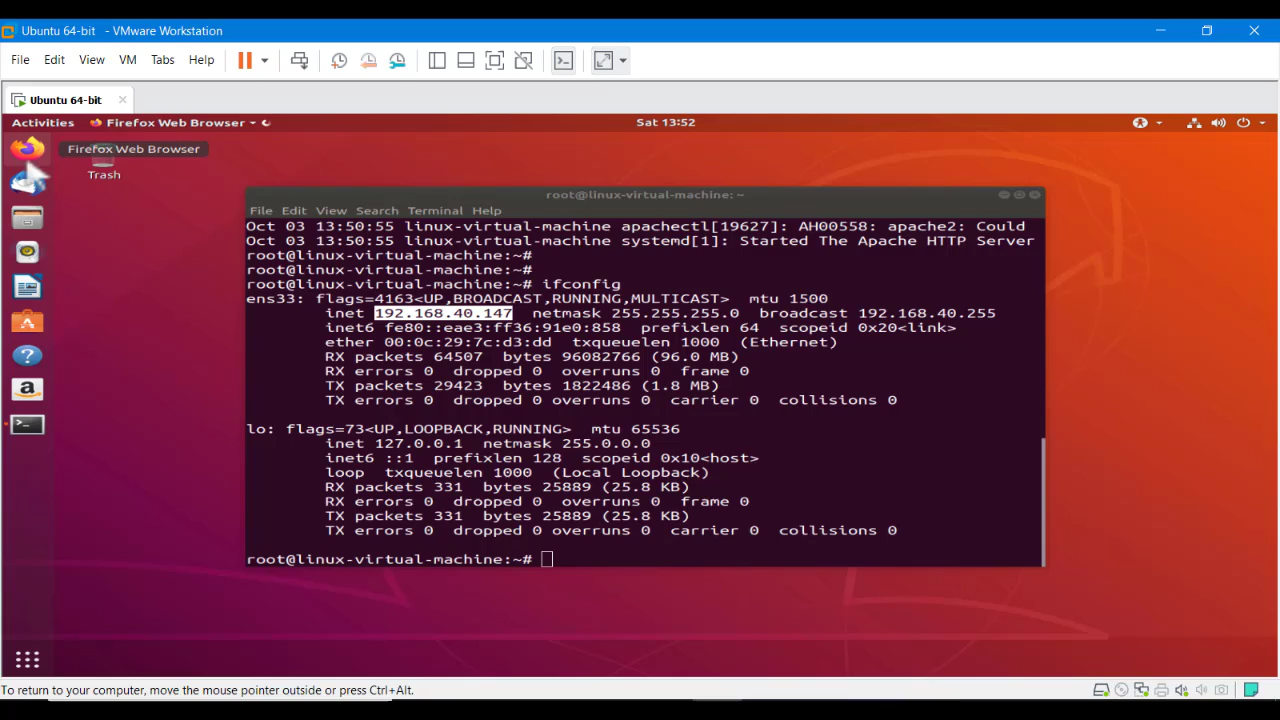 Ubuntu 64-bit - VMware Workstation
File Edit View VM Tabs Help
Ubuntu 64-bit
Activities Firefox Web Browser Sat 13:52
Firefox Web Browser
Trash
root@linux-virtual-machine: ~
File Edit View Search Terminal Help
Oct 03 13:50:55 linux-virtual-machine apachectl[19627]: AH00558: apache2: Could
Oct 03 13:50:55 linux-virtual-machine systemd[1]: Started The Apache HTTP Server
root@linux-virtual-machine:~#
root@linux-virtual-machine:~#
root@linux-virtual-machine:~# ifconfig
ens33: flags=4163<UP,BROADCAST,RUNNING,MULTICAST> mtu 1500
inet 192.168.40.147 netmask 255.255.255.0 broadcast 192.168.40.255
inet6 fe80::eae3:ff36:91e0:858 prefixlen 64 scopeid 0x20<link>
ether 00:0c:29:7c:d3:dd txqueuelen 1000 (Ethernet)
RX packets 64507 bytes 96082766 (96.0 MB)
RX errors 0 dropped 0 overruns 0 frame 0
TX packets 29423 bytes 1822486 (1.8 MB)
TX errors 0 dropped 0 overruns 0 carrier 0 collisions 0
lo: flags=73<UP,LOOPBACK,RUNNING> mtu 65536
inet 127.0.0.1 netmask 255.0.0.0
inet6 ::1 prefixlen 128 scopeid 0x10<host>
loop txqueuelen 1000 (Local Loopback)
RX packets 331 bytes 25889 (25.8 KB)
RX errors 0 dropped 0 overruns 0 frame 0
TX packets 331 bytes 25889 (25.8 KB)
TX errors 0 dropped 0 overruns 0 carrier 0 collisions 0
root@linux-virtual-machine:~#
To return to your computer, move the mouse pointer outside or press Ctrl+Alt.